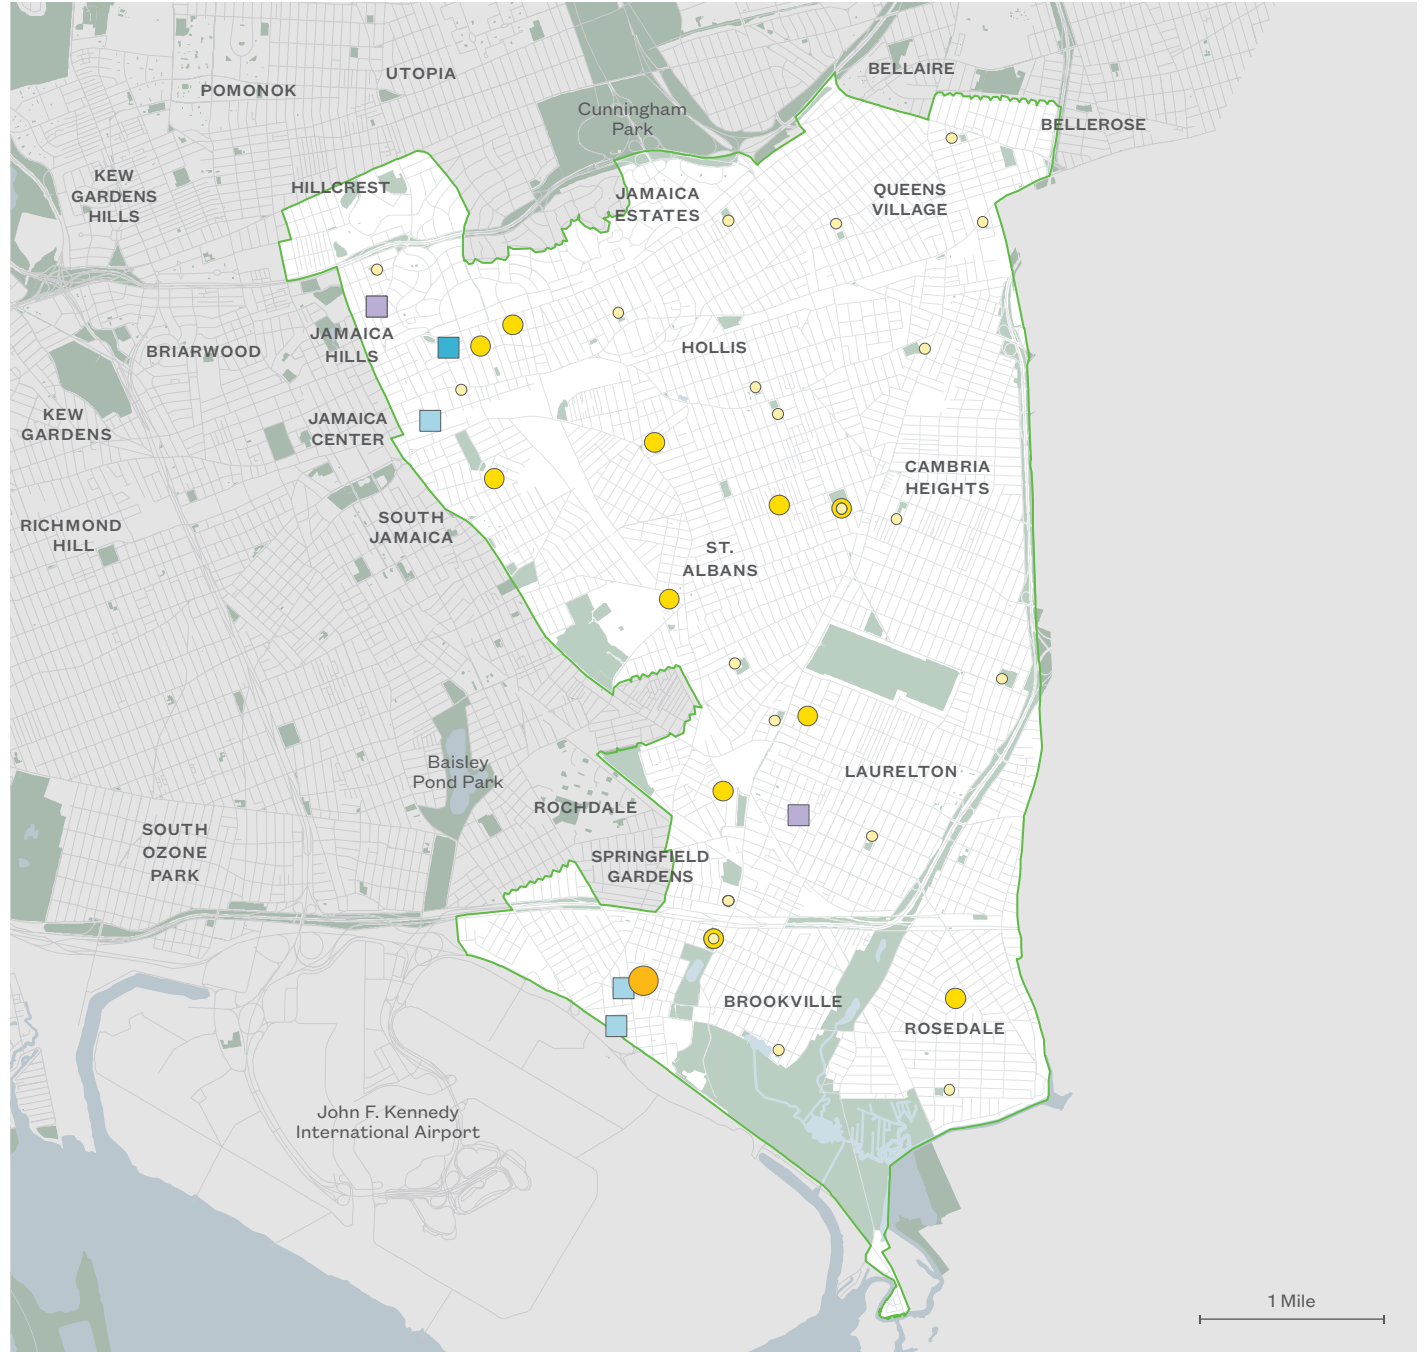 UTOPIA
BELLAIRE
POMONOK
Cunningham
Park
BELLEROSE
KEW
GARDENS
HILLS
HILLCREST
JAMAICA
ESTATES
QUEENS
VILLAGE
JAMAICA
HILLS
BRIARWOOD
HOLLIS
KEW
GARDENS
JAMAICA
CENTER
CAMBRIA
HEIGHTS
RICHMOND
HILL
SOUTH
JAMAICA
ST.
ALBANS
Baisley
Pond Park
LAURELTON
ROCHDALE
SOUTH
OZONE
PARK
SPRINGFIELD
GARDENS
BROOKVILLE
ROSEDALE
John F. Kennedy
International Airport
1 Mile